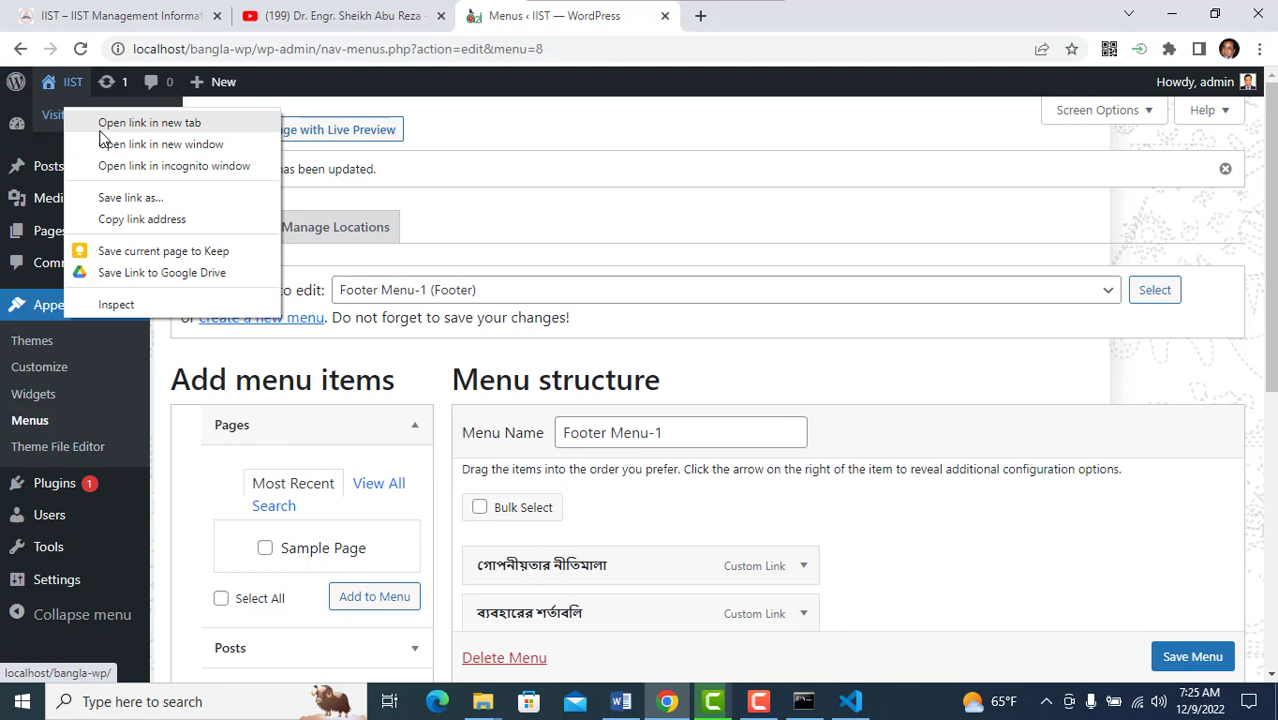 IIST – IIST Management Informat
(199) Dr. Engr. Sheikh Abu Reza -
Menus ‹ IIST — WordPress
localhost/bangla-wp/wp-admin/nav-menus.php?action=edit&menu=8
IIST
1
0
New
Howdy, admin
Visit
Open link in new tab
Open link in new window
Open link in incognito window
Save link as...
Copy link address
Save current page to Keep
Save Link to Google Drive
Inspect
Screen Options
Help
ge with Live Preview
has been updated.
Manage Locations
to edit:
Footer Menu-1 (Footer)
Select
or create a new menu. Do not forget to save your changes!
Posts
Medi
Pages
Comm
Appe
Themes
Customize
Widgets
Menus
Theme File Editor
Plugins 1
Users
Tools
Settings
Collapse menu
Add menu items
Pages
Most Recent
View All
Search
Sample Page
Select All
Add to Menu
Posts
Menu structure
Menu Name
Footer Menu-1
Drag the items into the order you prefer. Click the arrow on the right of the item to reveal additional configuration options.
Bulk Select
গোপনীয়তার নীতিমালা
Custom Link
ব্যবহারের শর্তাবলি
Custom Link
Delete Menu
Save Menu
localhost/bangla-wp/
Type here to search
65°F
7:25 AM
12/9/2022